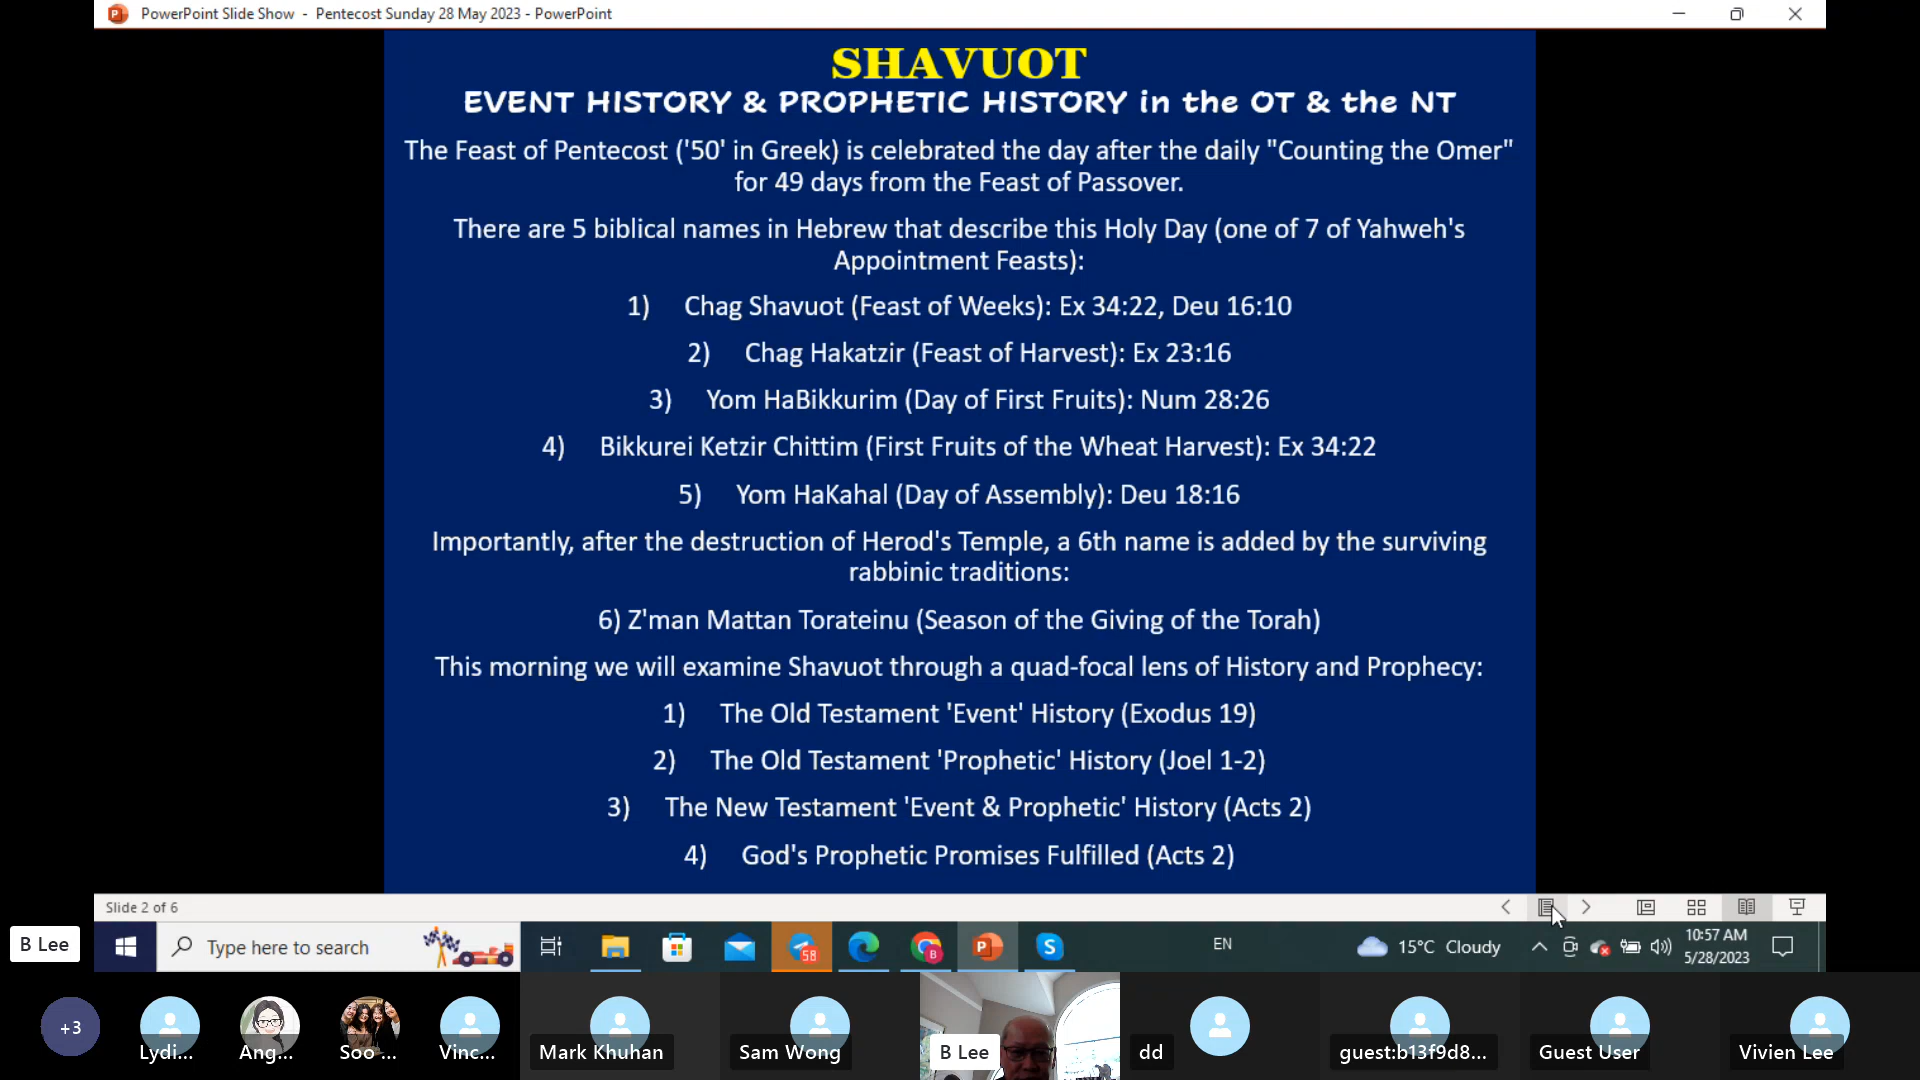 PowerPoint Slide Show - Pentecost Sunday 28 May 2023 - PowerPoint
SHAVUOT
EVENT HISTORY & PROPHETIC HISTORY in the OT & the NT
The Feast of Pentecost ('50' in Greek) is celebrated the day after the daily "Counting the Omer"
for 49 days from the Feast of Passover.
There are 5 biblical names in Hebrew that describe this Holy Day (one of 7 of Yahweh's
Appointment Feasts):
1) Chag Shavuot (Feast of Weeks): Ex 34:22, Deu 16:10
2) Chag Hakatzir (Feast of Harvest): Ex 23:16
3) Yom HaBikkurim (Day of First Fruits): Num 28:26
4) Bikkurei Ketzir Chittim (First Fruits of the Wheat Harvest): Ex 34:22
5) Yom HaKahal (Day of Assembly): Deu 18:16
Importantly, after the destruction of Herod's Temple, a 6th name is added by the surviving
rabbinic traditions:
6) Z'man Mattan Torateinu (Season of the Giving of the Torah)
This morning we will examine Shavuot through a quad-focal lens of History and Prophecy:
1) The Old Testament 'Event' History (Exodus 19)
2) The Old Testament 'Prophetic' History (Joel 1-2)
3) The New Testament 'Event & Prophetic' History (Acts 2)
4) God's Prophetic Promises Fulfilled (Acts 2)
Slide 2 of 6
B Lee
Type here to search
58
EN
15°C Cloudy
10:57 AM
5/28/2023
+3
Lydi...
Ang...
Soo ...
Vinc...
Mark Khuhan
Sam Wong
B Lee
dd
guest:b13f9d8...
Guest User
Vivien Lee